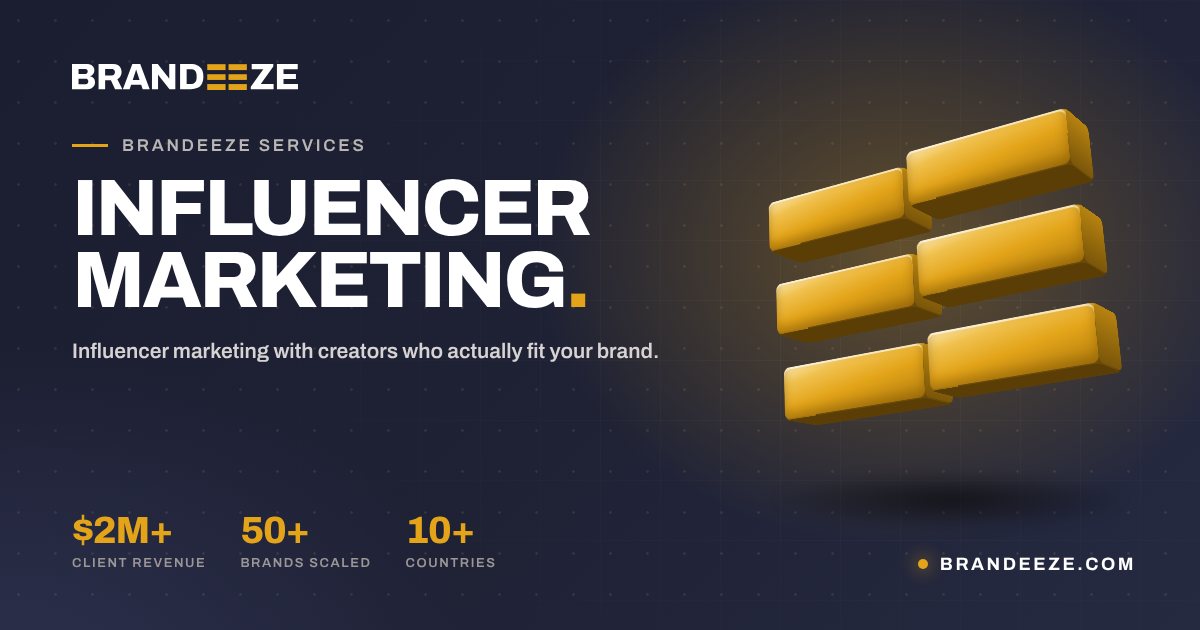 BRANDEEZE
BRANDEEZE SERVICES
INFLUENCER
MARKETING.
Influencer marketing with creators who actually fit your brand.
$2M+ 50+ 10+
CLIENT REVENUE BRANDS SCALED COUNTRIES
BRANDEEZE.COM